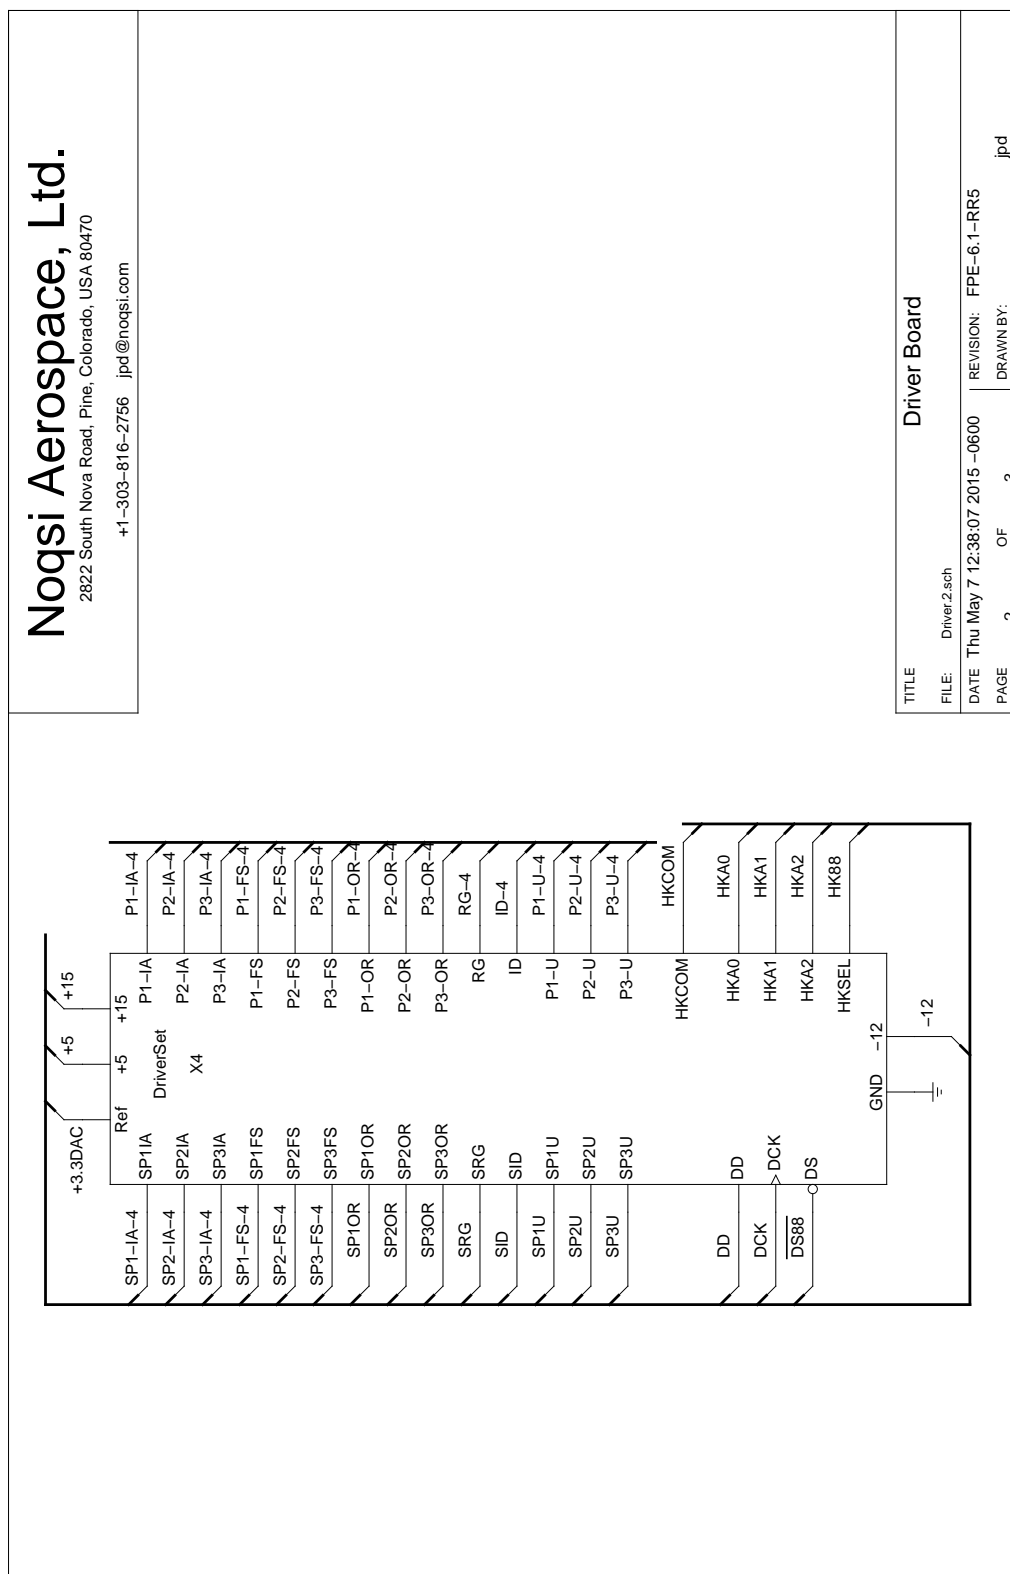 Noqsi Aerospace, Ltd.
2822 South Nova Road, Pine, Colorado, USA 80470
+1−303−816−2756 jpd@noqsi.com
+3.3DAC
+5
+15
Ref
+5
+15
DriverSet
X4
SP1−IA−4
SP1IA
P1−IA
P1−IA−4
SP2−IA−4
SP2IA
P2−IA
P2−IA−4
SP3−IA−4
SP3IA
P3−IA
P3−IA−4
SP1−FS−4
SP1FS
P1−FS
P1−FS−4
SP2−FS−4
SP2FS
P2−FS
P2−FS−4
SP3−FS−4
SP3FS
P3−FS
P3−FS−4
SP1OR
SP1OR
P1−OR
P1−OR−4
SP2OR
SP2OR
P2−OR
P2−OR−4
SP3OR
SP3OR
P3−OR
P3−OR−4
SRG
SRG
RG
RG−4
SID
SID
ID
ID−4
SP1U
SP1U
P1−U
P1−U−4
SP2U
SP2U
P2−U
P2−U−4
SP3U
SP3U
P3−U
P3−U−4
HKCOM
HKCOM
DD
DD
HKA0
HKA0
DCK
DCK
HKA1
HKA1
DS88
DS
HKA2
HKA2
HKSEL
HK88
GND
−12
−12
TITLE
Driver Board
FILE: Driver.2.sch
DATE Thu May 7 12:38:07 2015 −0600
REVISION: FPE−6.1−RR5
PAGE OF
DRAWN BY: jpd